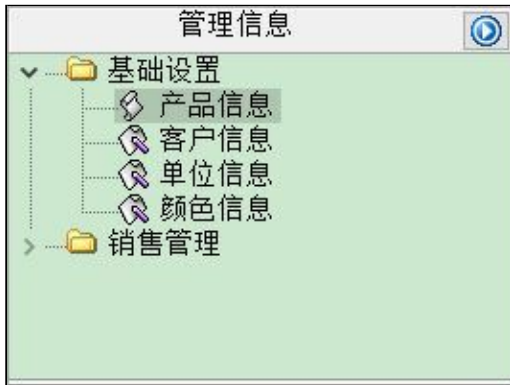 管理信息
基础设置
产品信息
客户信息
单位信息
颜色信息
销售管理